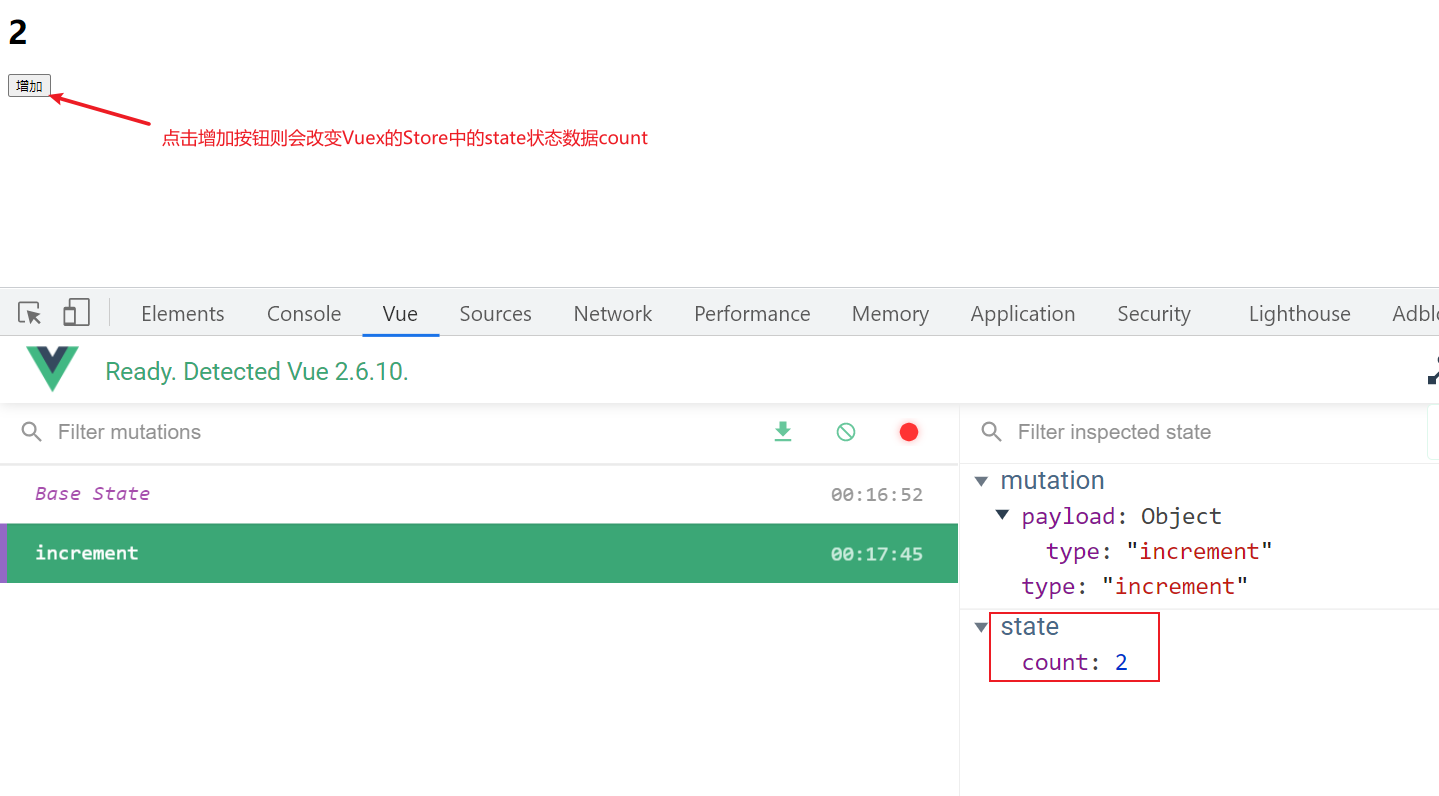 2
增加
点击增加按钮则会改变Vuex的Store中的state状态数据count
Elements Console Vue Sources Network Performance Memory Application Security Lighthouse Adblo
Ready. Detected Vue 2.6.10.
Filter mutations
Filter inspected state
Base State 00:16:52
increment 00:17:45
mutation
payload: Object
type: "increment"
type: "increment"
state
count: 2